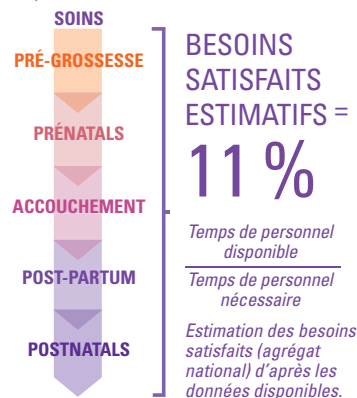 SOINS
PRÉ-GROSSESSE
PRÉNATALS
ACCOUCHEMENT
POST-PARTUM
POSTNATALS
BESOINS
SATISFAITS
ESTIMATIFS =
11 %
Temps de personnel
disponible
Temps de personnel
nécessaire
Estimation des besoins
satisfaits (agrégat
national) d’après les
données disponibles.